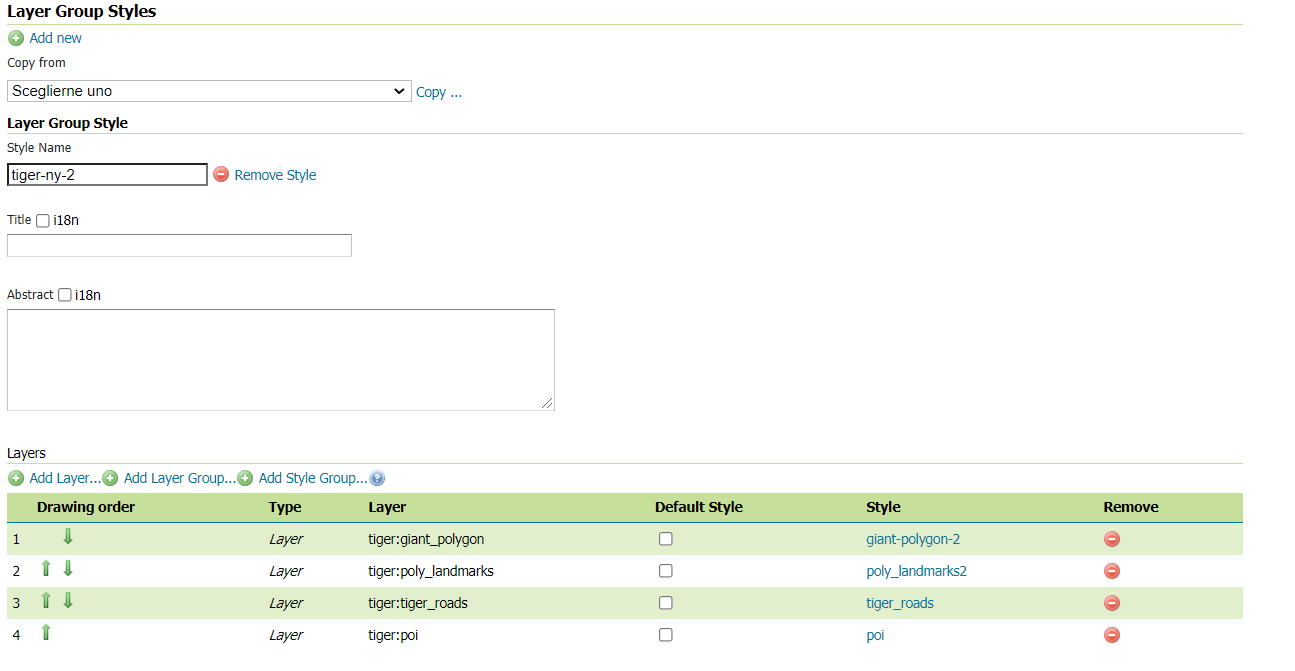 Layer Group Styles
Add new
Copy from
Sceglierne uno
Copy ...
Layer Group Style
Style Name
tiger-ny-2 Remove Style
Title i18n
Abstract i18n
Layers
Add Layer... Add Layer Group... Add Style Group...
Drawing order Type Layer Default Style Style Remove
1 Layer tiger:giant_polygon giant-polygon-2
2 Layer tiger:poly_landmarks poly_landmarks2
3 Layer tiger:tiger_roads tiger_roads
4 Layer tiger:poi poi